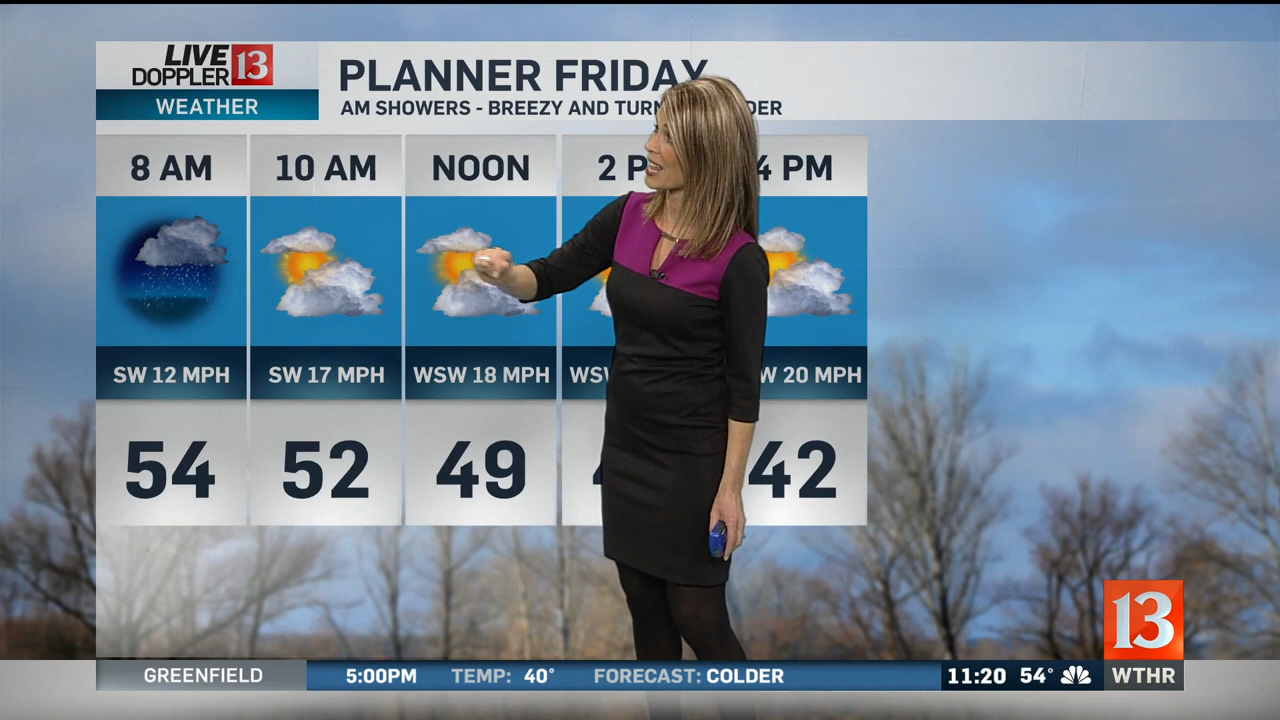 LIVE
DOPPLER 13
WEATHER
PLANNER FRIDAY
AM SHOWERS - BREEZY AND TURN DER
8 AM
10 AM
NOON
2 P
4 PM
SW 12 MPH
SW 17 MPH
WSW 18 MPH
WS
W 20 MPH
54
52
49
42
13
GREENFIELD
5:00PM TEMP: 40° FORECAST: COLDER
11:20 54°
WTHR